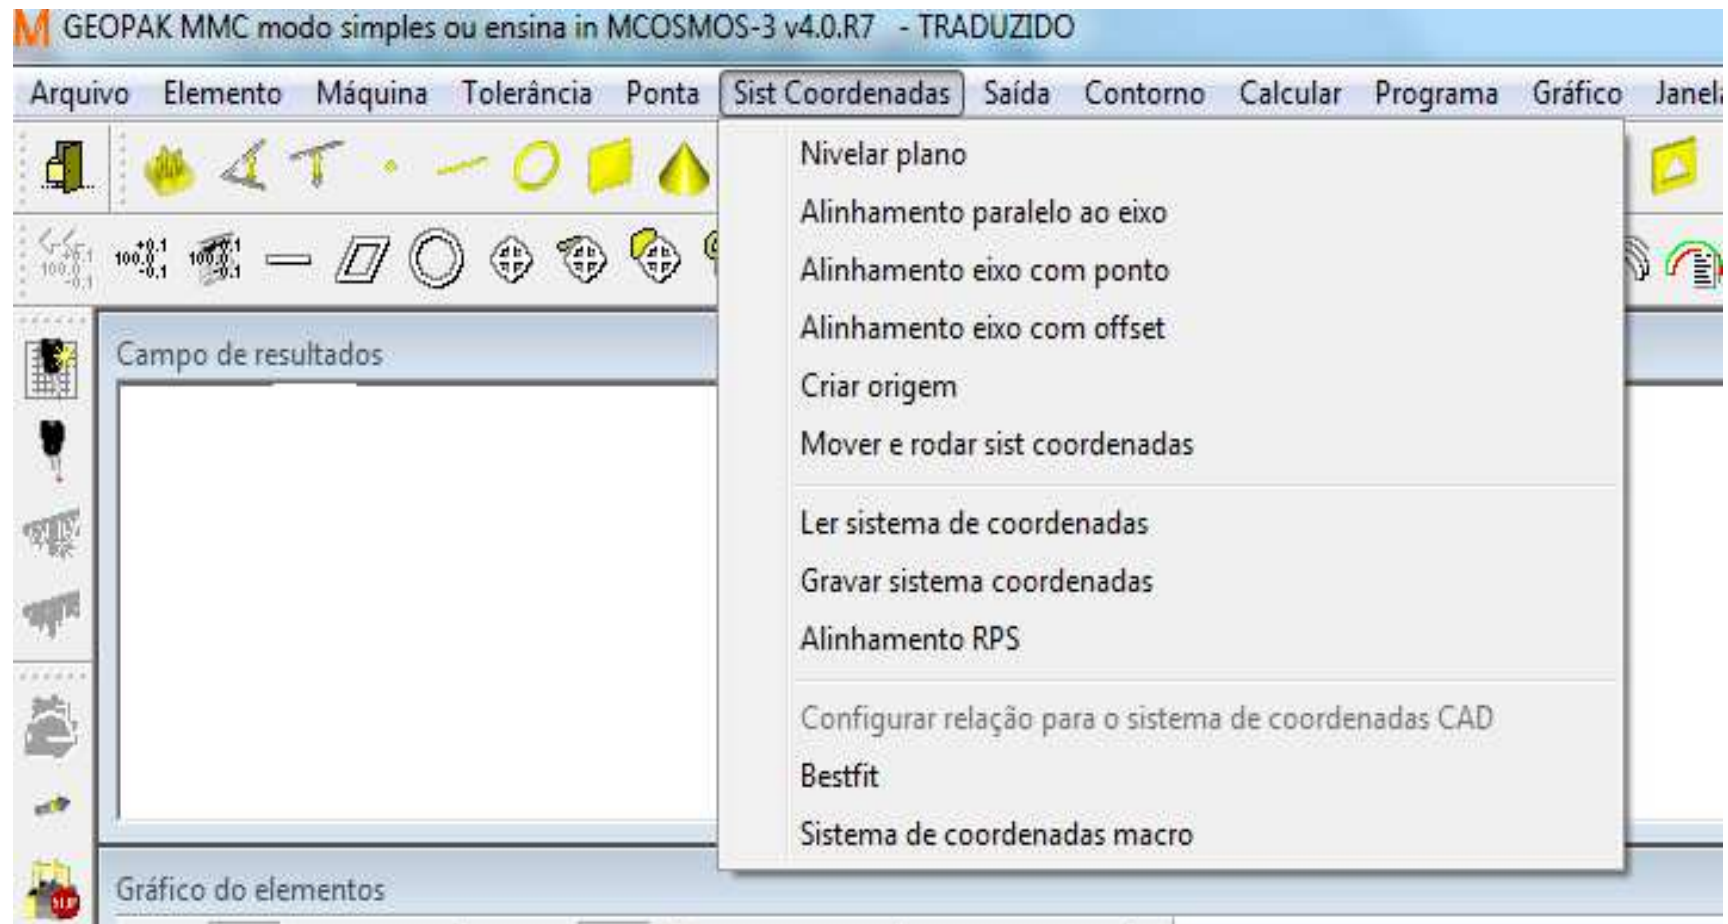 GEOPAK MMC modo simples ou ensina in MCOSMOS-3 v4.0.R7 - TRADUZIDO
Arquivo Elemento Máquina Tolerância Ponta Sist Coordenadas Saída Contorno Calcular Programa Gráfico Janela
Nivelar plano
Alinhamento paralelo ao eixo
Alinhamento eixo com ponto
Alinhamento eixo com offset
Criar origem
Mover e rodar sist coordenadas
Ler sistema de coordenadas
Gravar sistema coordenadas
Alinhamento RPS
Configurar relação para o sistema de coordenadas CAD
Bestfit
Sistema de coordenadas macro
Campo de resultados
Gráfico do elementos